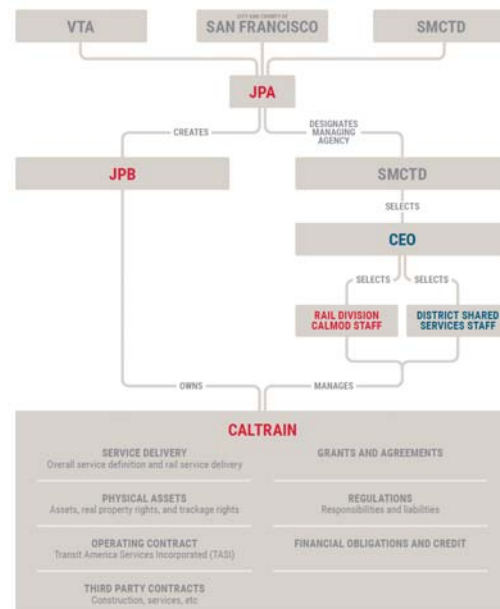 VTA
CITY AND COUNTY OF
SAN FRANCISCO
SMCTD
JPA
CREATES
DESIGNATES
MANAGING
AGENCY
JPB
SMCTD
SELECTS
CEO
SELECTS
SELECTS
RAIL DIVISION
CALMOD STAFF
DISTRICT SHARED
SERVICES STAFF
OWNS
MANAGES
CALTRAIN
SERVICE DELIVERY
Overall service definition and rail service delivery
GRANTS AND AGREEMENTS
PHYSICAL ASSETS
Assets, real property rights, and trackage rights
REGULATIONS
Responsibilities and liabilities
OPERATING CONTRACT
Transit America Services Incorporated (TASI)
FINANCIAL OBLIGATIONS AND CREDIT
THIRD PARTY CONTRACTS
Construction, services, etc